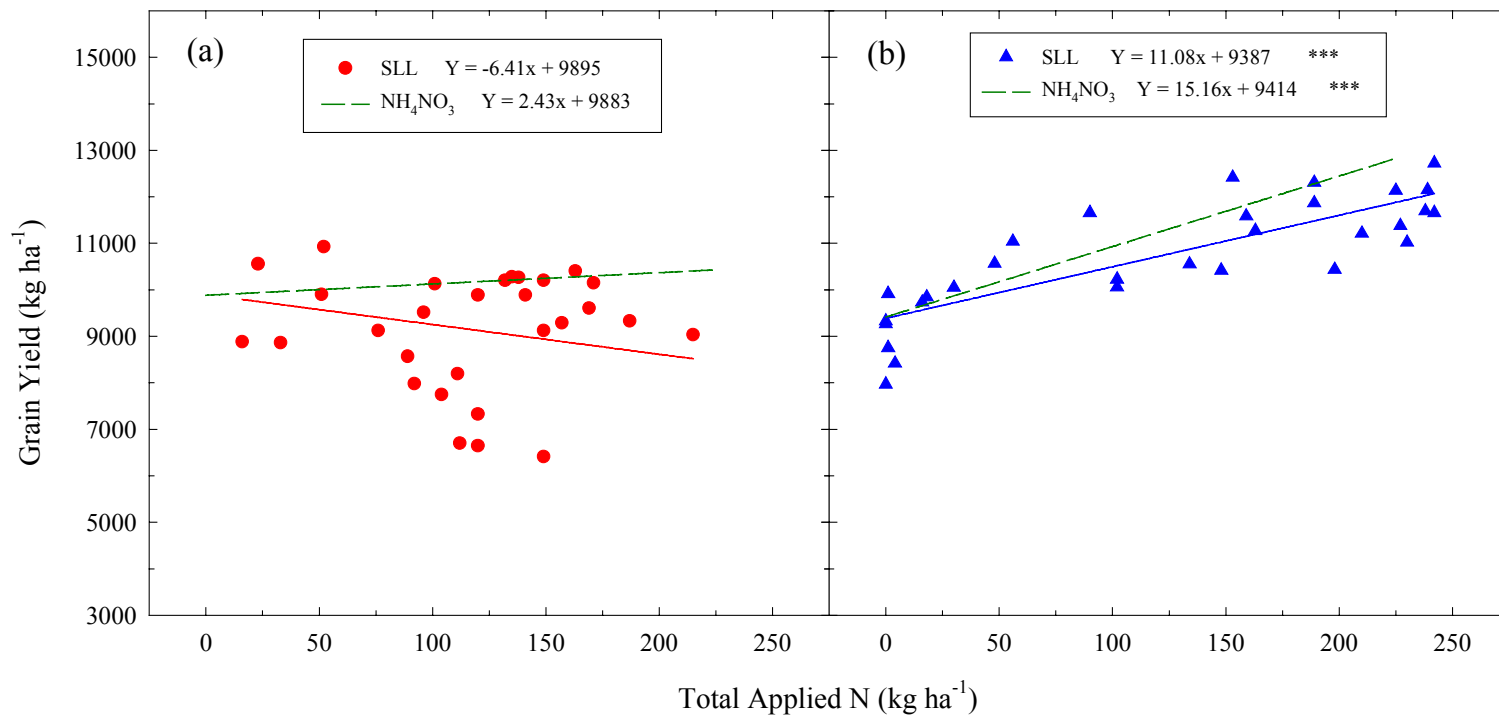 (a)
SLL Y = -6.41x + 9895
NH₄NO₃ Y = 2.43x + 9883
(b)
SLL Y = 11.08x + 9387 ***
NH₄NO₃ Y = 15.16x + 9414 ***
Grain Yield (kg ha⁻¹)
15000
13000
11000
9000
7000
5000
3000
0 50 100 150 200 250
0 50 100 150 200 250
Total Applied N (kg ha⁻¹)